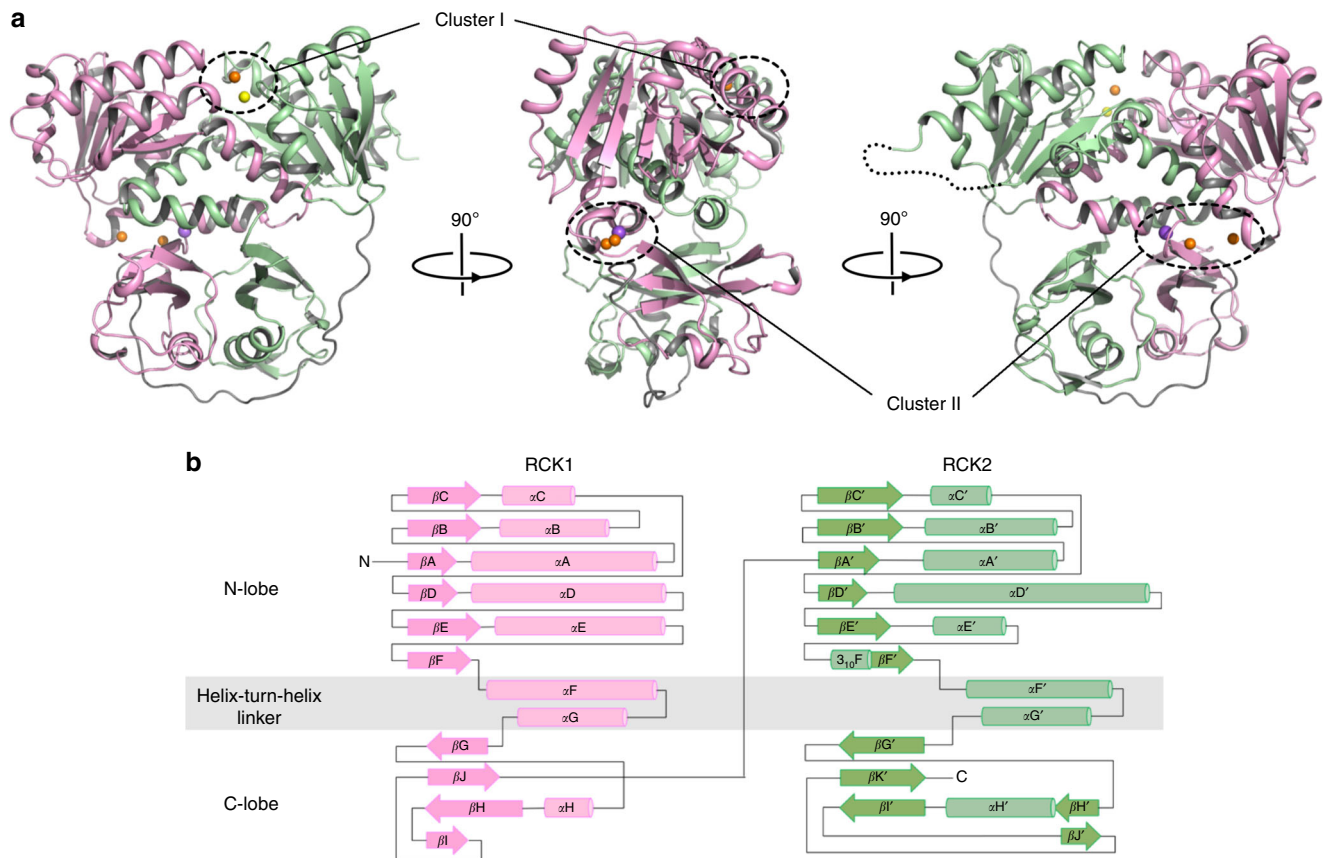 a
Cluster I
90°
90°
Cluster II
b
RCK1
RCK2
βC
αC
βC′
αC′
βB
αB
βB′
αB′
N
βA
αA
βA′
αA′
N-lobe
βD
αD
βD′
αD′
βE
αE
βE′
αE′
βF
3₁₀F
βF′
Helix-turn-helix
linker
αF
αF′
αG
αG′
βG
βG′
C-lobe
βJ
βK′
C
βH
αH
βI′
αH′
βH′
βI
βJ′